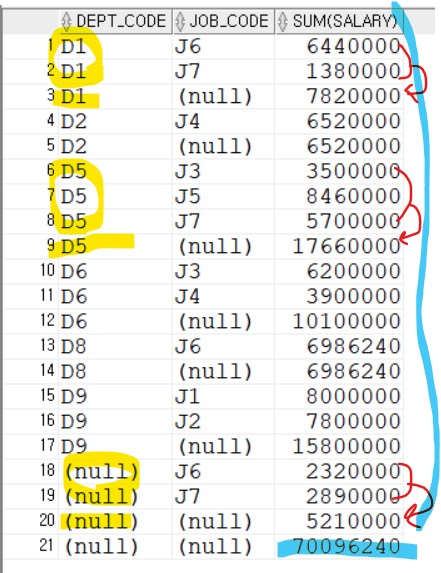 DEPT_CODE JOB_CODE SUM(SALARY)
1 D1 J6 6440000
2 D1 J7 1380000
3 D1 (null) 7820000
4 D2 J4 6520000
5 D2 (null) 6520000
6 D5 J3 3500000
7 D5 J5 8460000
8 D5 J7 5700000
9 D5 (null) 17660000
10 D6 J3 6200000
11 D6 J4 3900000
12 D6 (null) 10100000
13 D8 J6 6986240
14 D8 (null) 6986240
15 D9 J1 8000000
16 D9 J2 7800000
17 D9 (null) 15800000
18 (null) J6 2320000
19 (null) J7 2890000
20 (null) (null) 5210000
21 (null) (null) 70096240